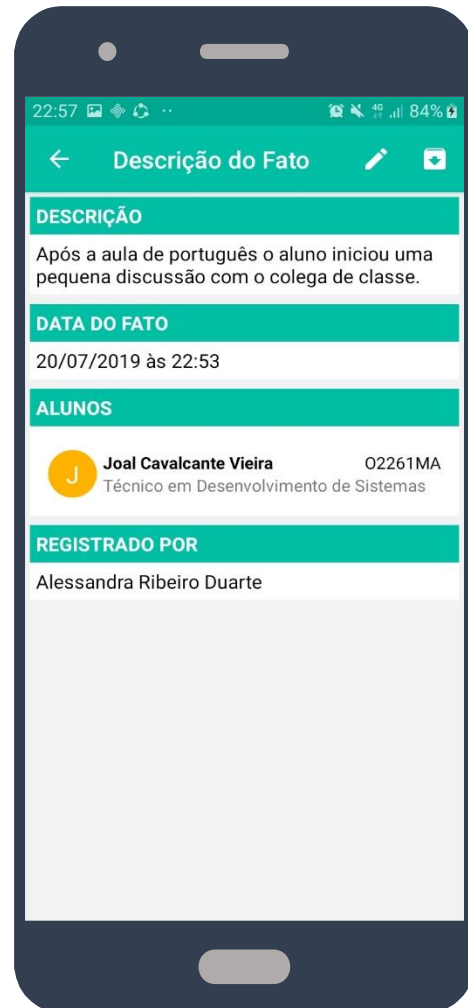 22:57 84%
4G
Descrição do Fato
DESCRIÇÃO
Após a aula de português o aluno iniciou uma
pequena discussão com o colega de classe.
DATA DO FATO
20/07/2019 às 22:53
ALUNOS
J
Joal Cavalcante Vieira O2261MA
Técnico em Desenvolvimento de Sistemas
REGISTRADO POR
Alessandra Ribeiro Duarte